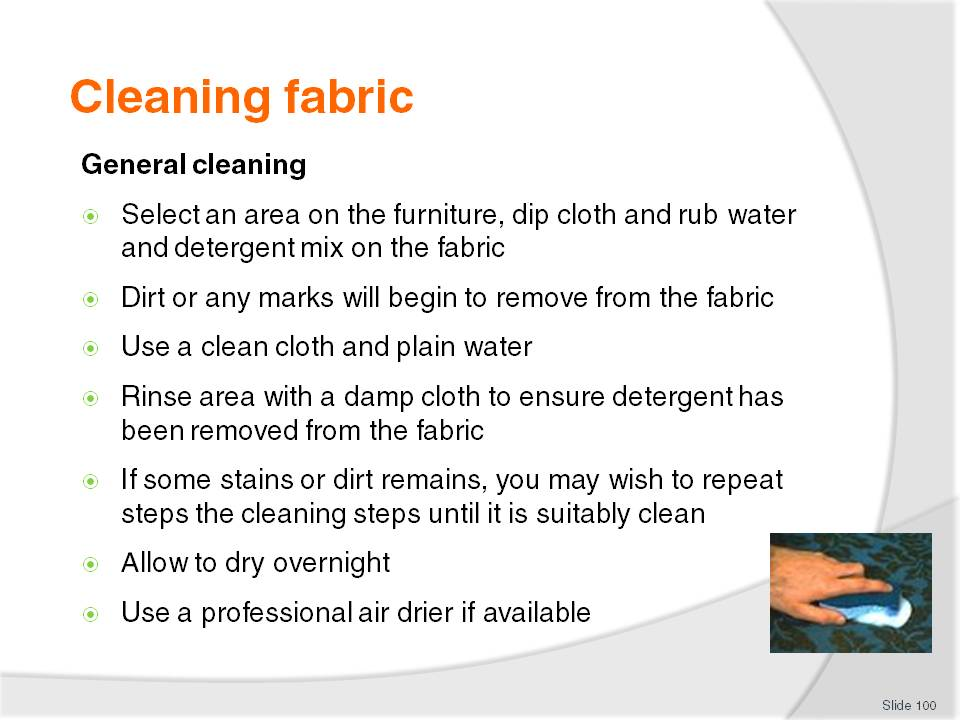 Cleaning fabric
General cleaning
Select an area on the furniture, dip cloth and rub water
and detergent mix on the fabric
Dirt or any marks will begin to remove from the fabric
Use a clean cloth and plain water
Rinse area with a damp cloth to ensure detergent has
been removed from the fabric
If some stains or dirt remains, you may wish to repeat
steps the cleaning steps until it is suitably clean
Allow to dry overnight
Use a professional air drier if available
Slide 100